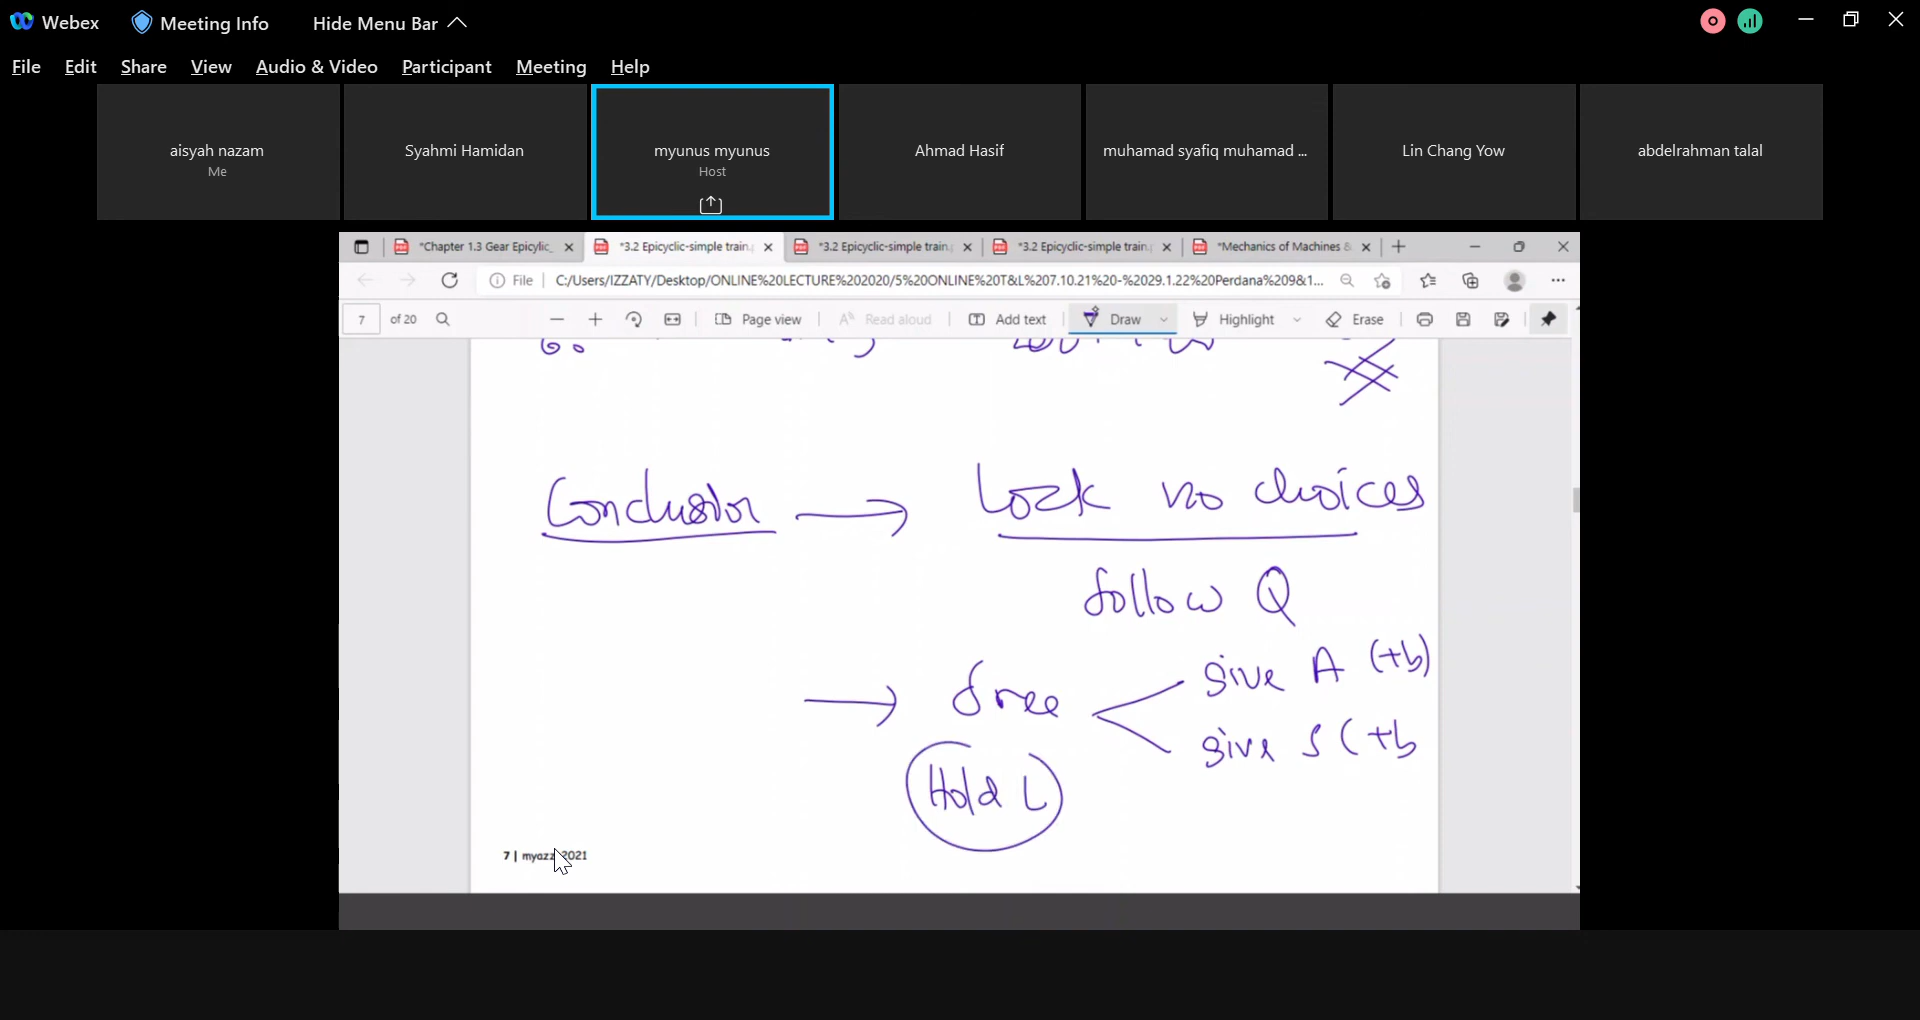 Webex Meeting Info Hide Menu Bar
File Edit Share View Audio & Video Participant Meeting Help
aisyah nazam
Me
Syahmi Hamidan
myunus myunus
Host
Ahmad Hasif
muhamad syafiq muhamad ...
Lin Chang Yow
abdelrahman talal
*Chapter 1.3 Gear Epicylic_ *3.2 Epicyclic-simple train. *3.2 Epicyclic-simple train. *3.2 Epicyclic-simple train. *Mechanics of Machines &
File C:/Users/IZZATY/Desktop/ONLINE%20LECTURE%202020/5%20ONLINE%20T&L%207.10.21%20-%2029.1.22%20Perdana%209&1...
7 of 20 Page view Read aloud Add text Draw Highlight Erase
Conclusion → Lock no choices
follow Q
→ free give A (+b)
give S (+b
Hold L
7 | myazz 2021